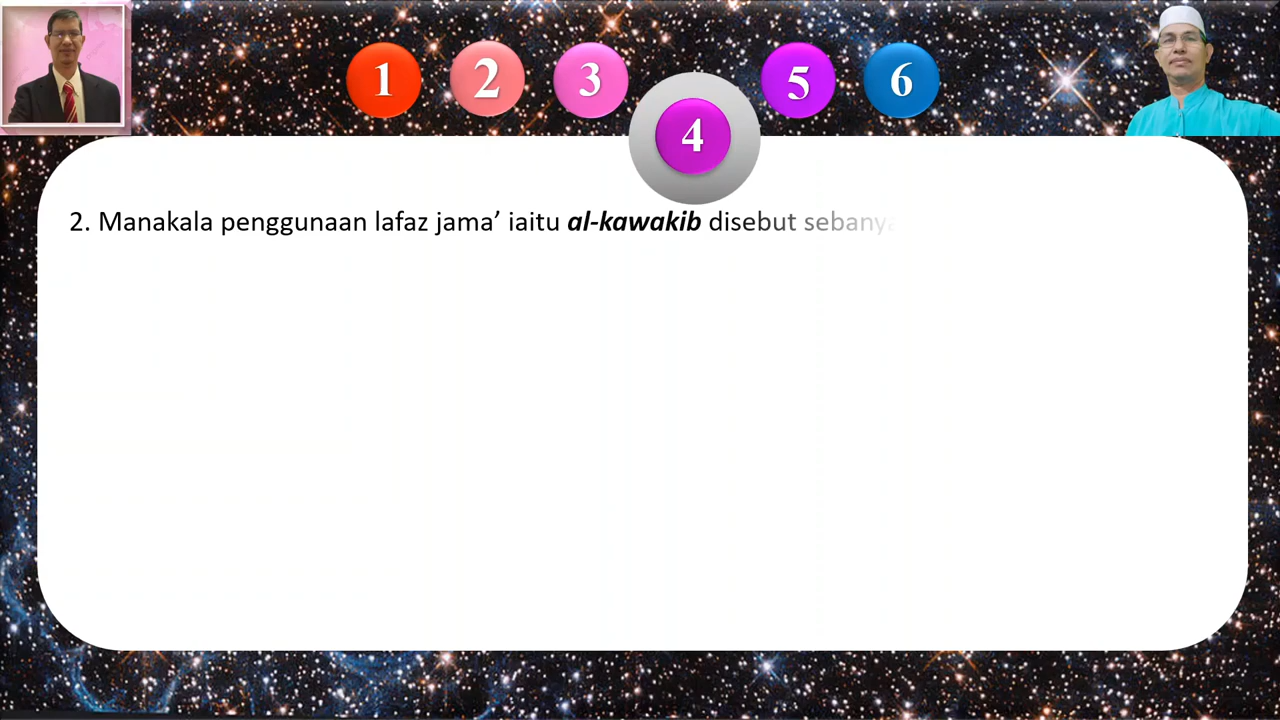 1 2 3 5 6
4
2. Manakala penggunaan lafaz jama’ iaitu al-kawakib disebut